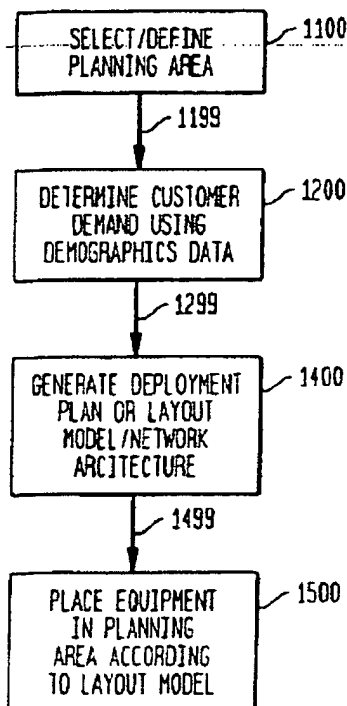 SELECT/DEFINE
PLANNING AREA
1100
1199
DETERMINE CUSTOMER
DEMAND USING
DEMOGRAPHICS DATA
1200
1299
GENERATE DEPLOYMENT
PLAN OR LAYOUT
MODEL/NETWORK
ARCITECTURE
1400
1499
PLACE EQUIPMENT
IN PLANNING
AREA ACCORDING
TO LAYOUT MODEL
1500